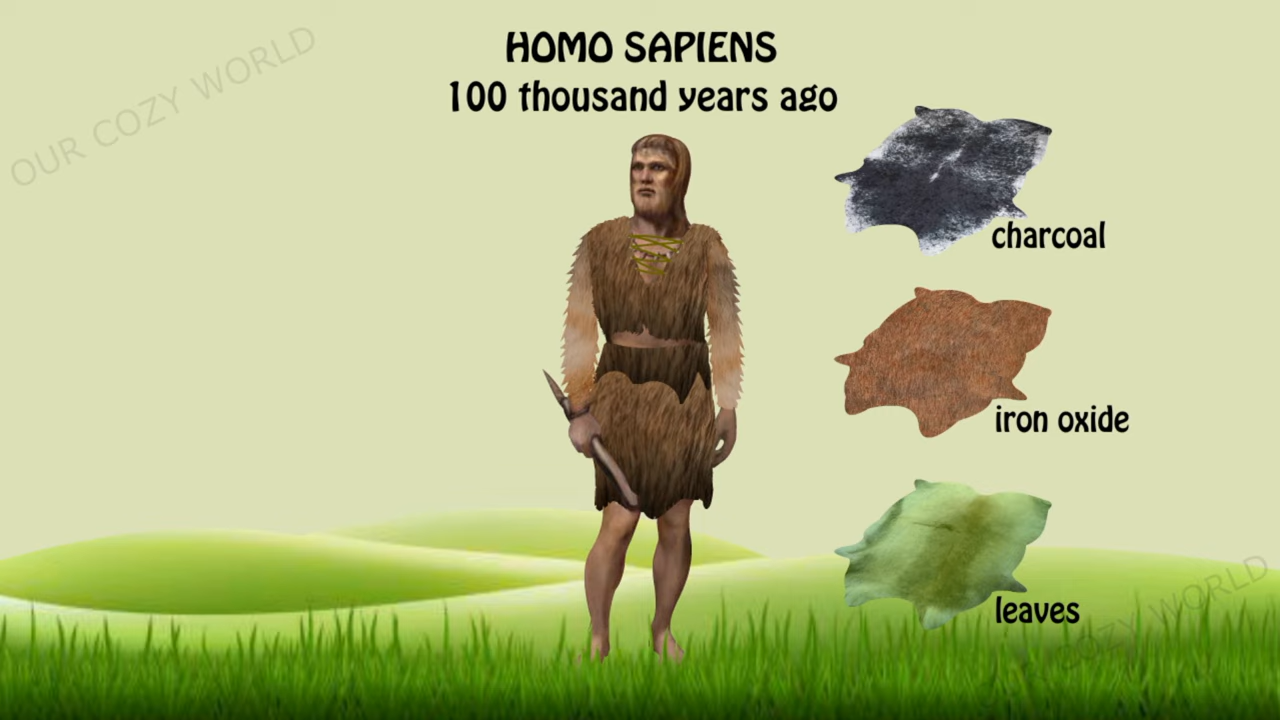 HOMO SAPIENS
100 thousand years ago
OUR COZY WORLD
charcoal
iron oxide
leaves
COZY WORLD